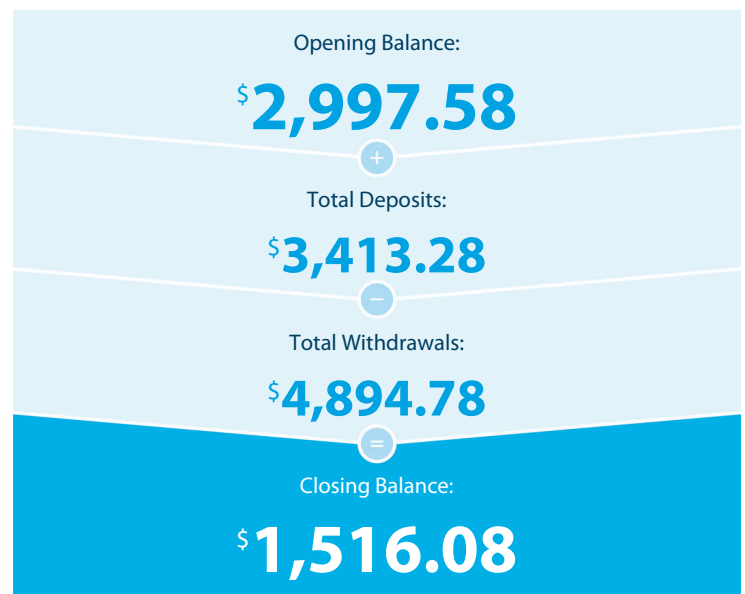 Opening Balance:
$2,997.58
+
Total Deposits:
$3,413.28
−
Total Withdrawals:
$4,894.78
=
Closing Balance:
$1,516.08